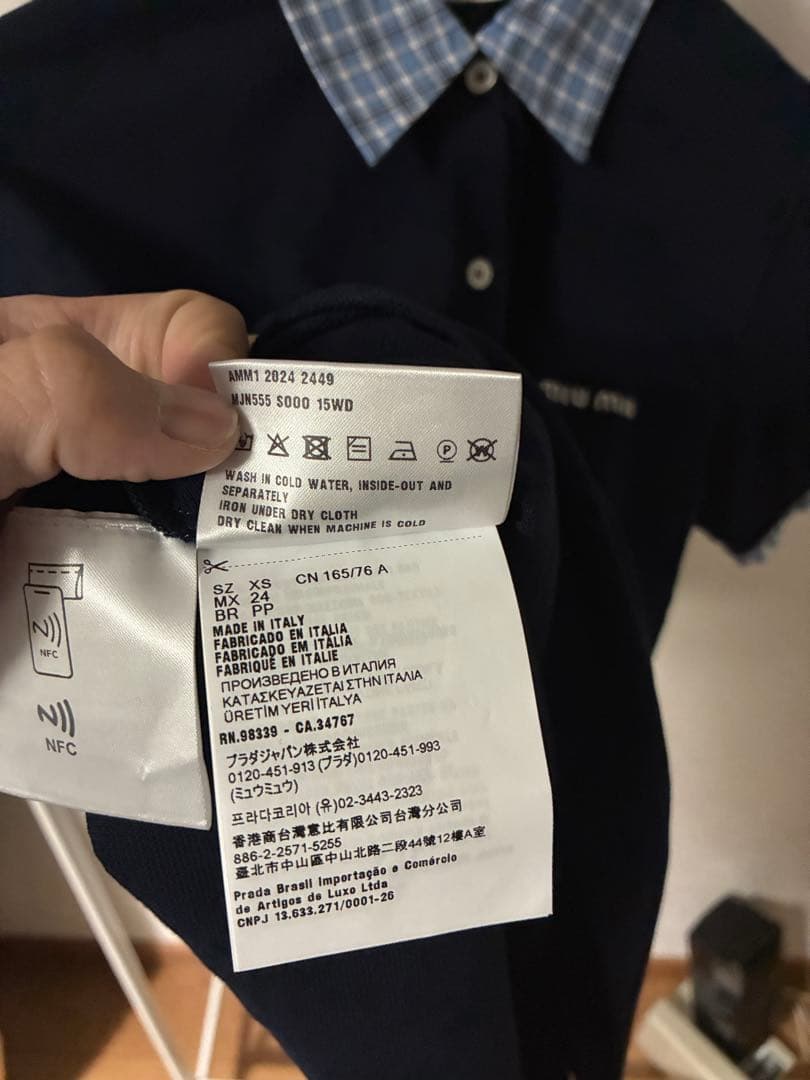 AMM1 2024 2449
MJN555 S000 15WD
P
W
WASH IN COLD WATER, INSIDE-OUT AND
SEPARATELY
IRON UNDER DRY CLOTH
DRY CLEAN WHEN MACHINE IS COLD
SZ XS CN 165/76 A
MX 24
BR PP
MADE IN ITALY
FABRICADO EN ITALIA
FABRICADO EM ITÀLIA
FABRIQUÉ EN ITALIE
ПРОИЗВЕДЕНО В ИТАЛИЯ
ΚΑΤΑΣΚΕΥΑΖΕΤΑΙ ΣΤΗΝ ΙΤΑΛΙΑ
ÜRETİM YERİ İTALYA
RN.98339 - CA.34767
プラダジャパン株式会社
0120-451-913 (プラダ)0120-451-993
(ミュウミュウ)
프라다코리아 (유)02-3443-2323
香港商台灣意比有限公司台灣分公司
886-2-2571-5255
臺北市中山區中山北路二段44號12樓A室
Prada Brasil Importação e Comércio
de Artigos de Luxo Ltda
CNPJ 13.633.271/0001-26
NFC
NFC
miu miu